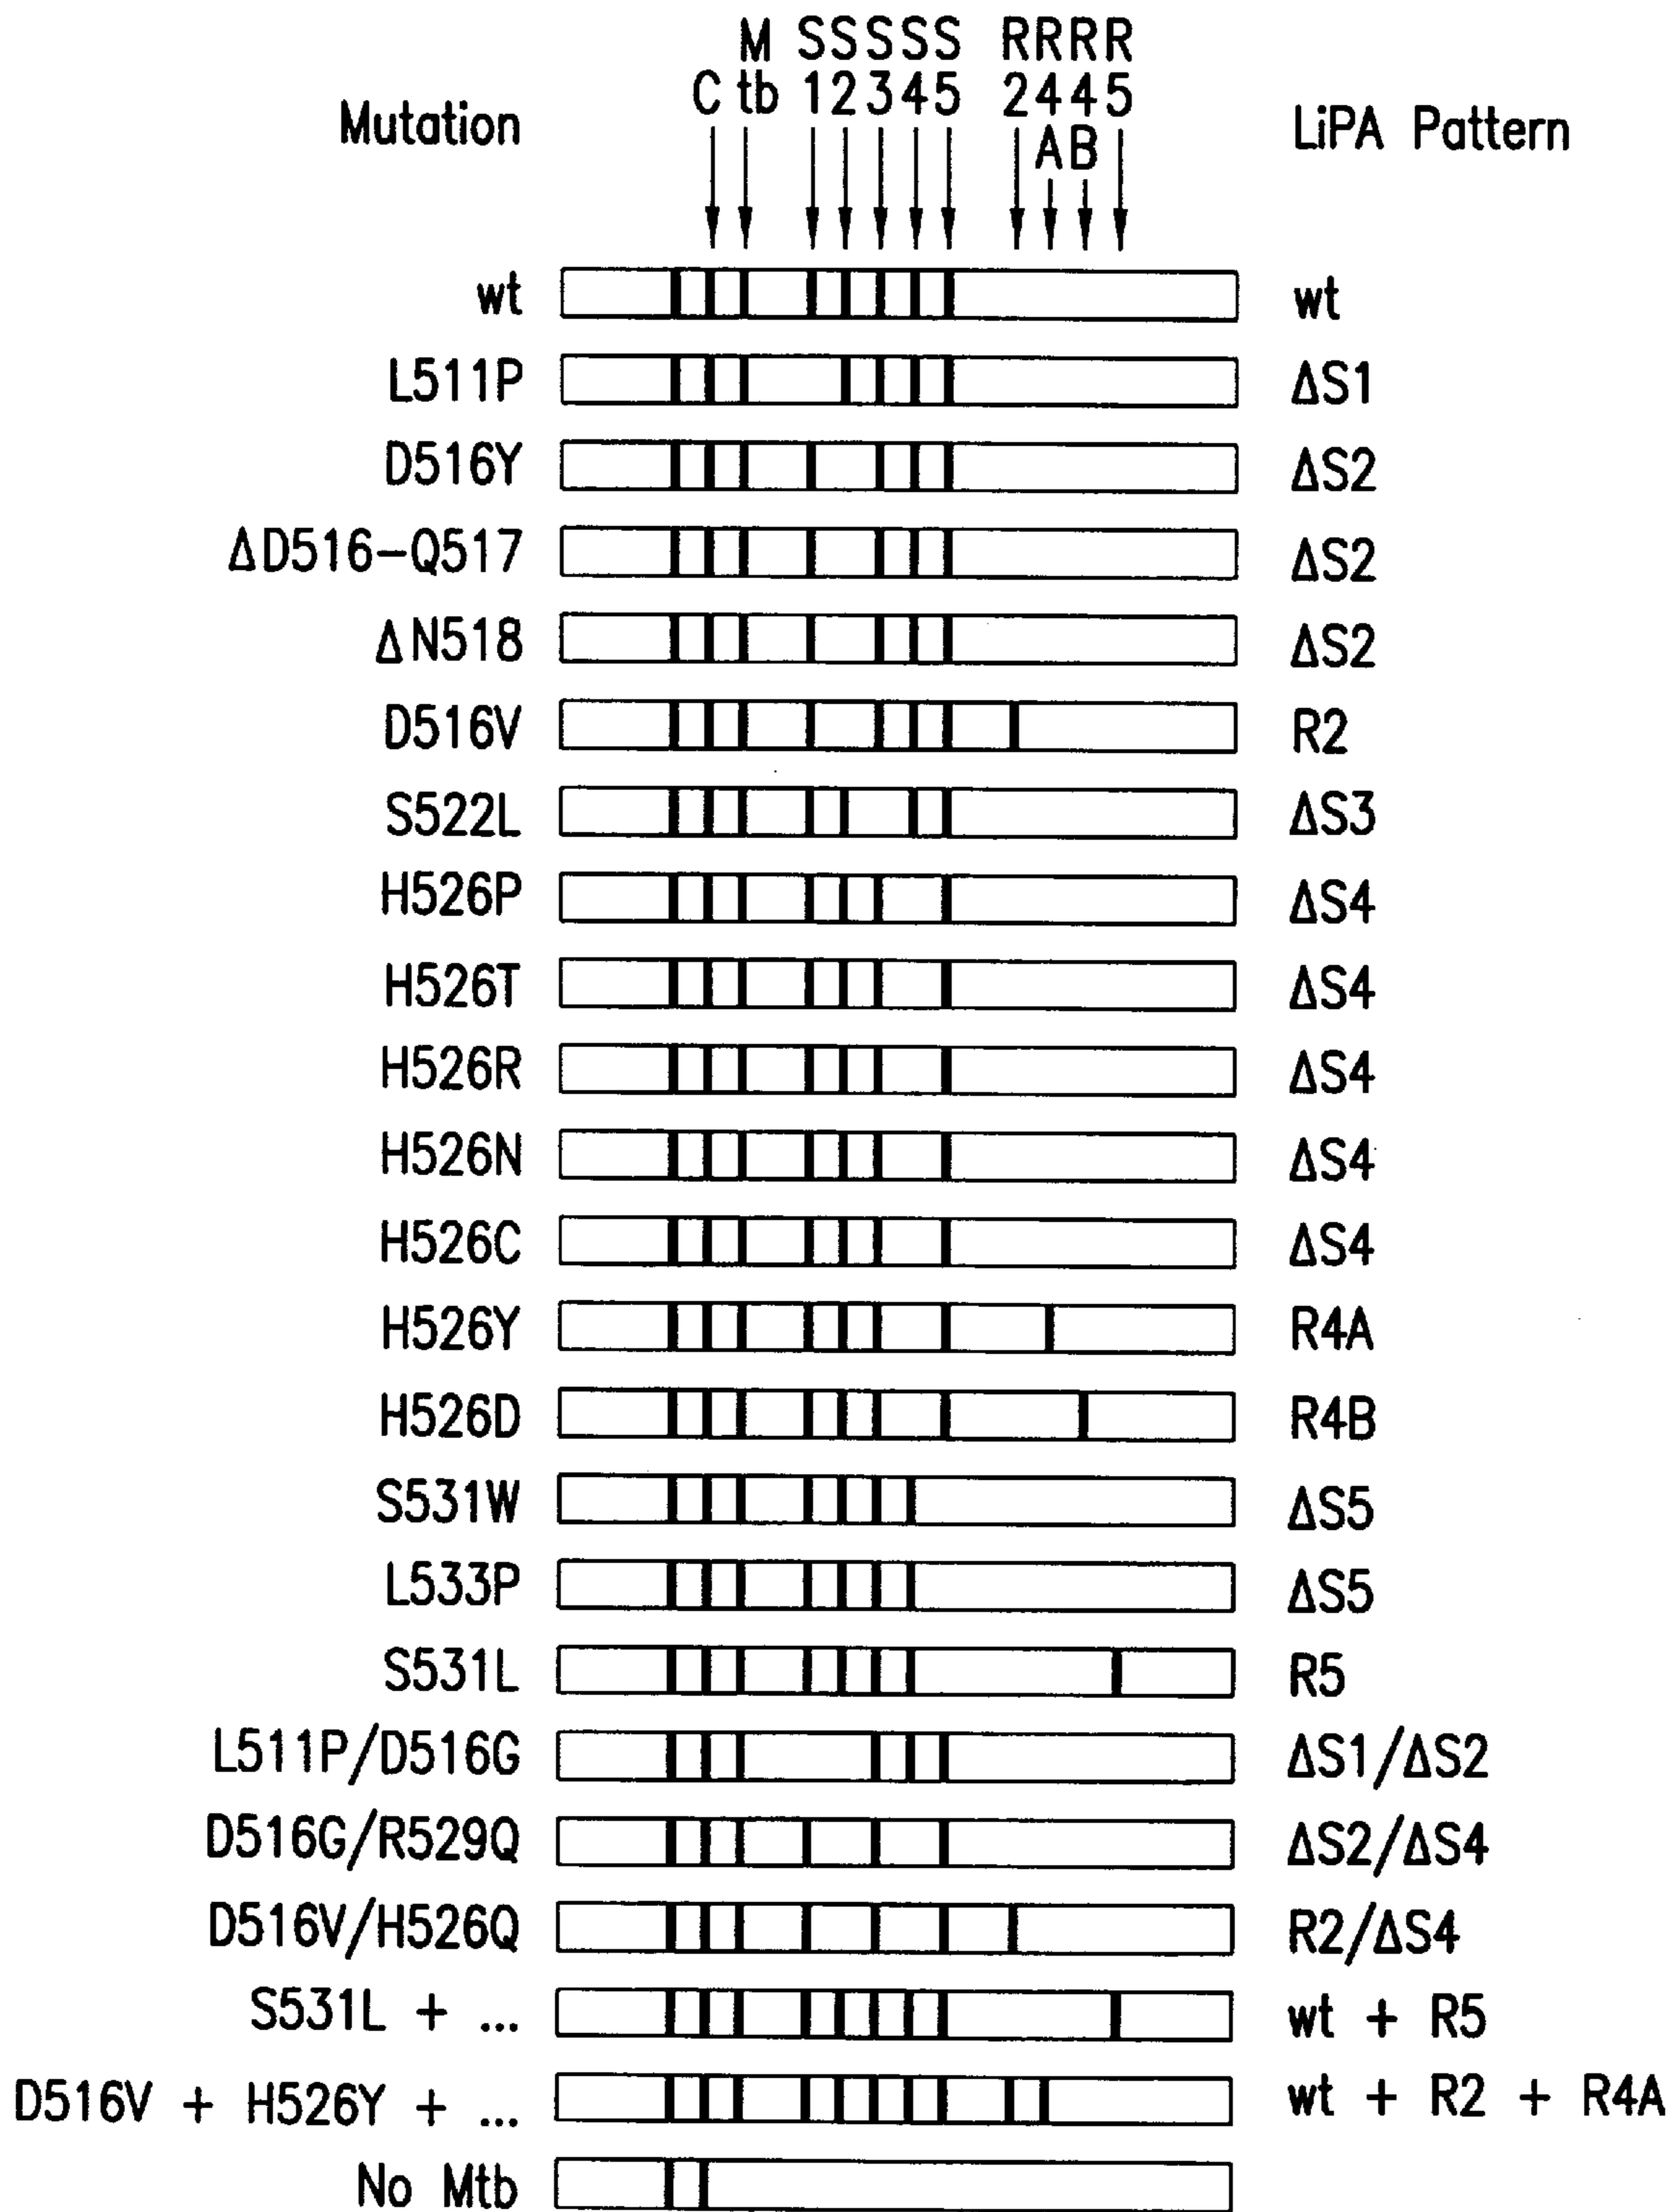 M SSSSS RRRR
Mutation C tb 12345 2445 LiPA Pattern
AB
wt wt
L511P ΔS1
D516Y ΔS2
ΔD516-Q517 ΔS2
ΔN518 ΔS2
D516V R2
S522L ΔS3
H526P ΔS4
H526T ΔS4
H526R ΔS4
H526N ΔS4
H526C ΔS4
H526Y R4A
H526D R4B
S531W ΔS5
L533P ΔS5
S531L R5
L511P/D516G ΔS1/ΔS2
D516G/R529Q ΔS2/ΔS4
D516V/H526Q R2/ΔS4
S531L + ... wt + R5
D516V + H526Y + ... wt + R2 + R4A
No Mtb